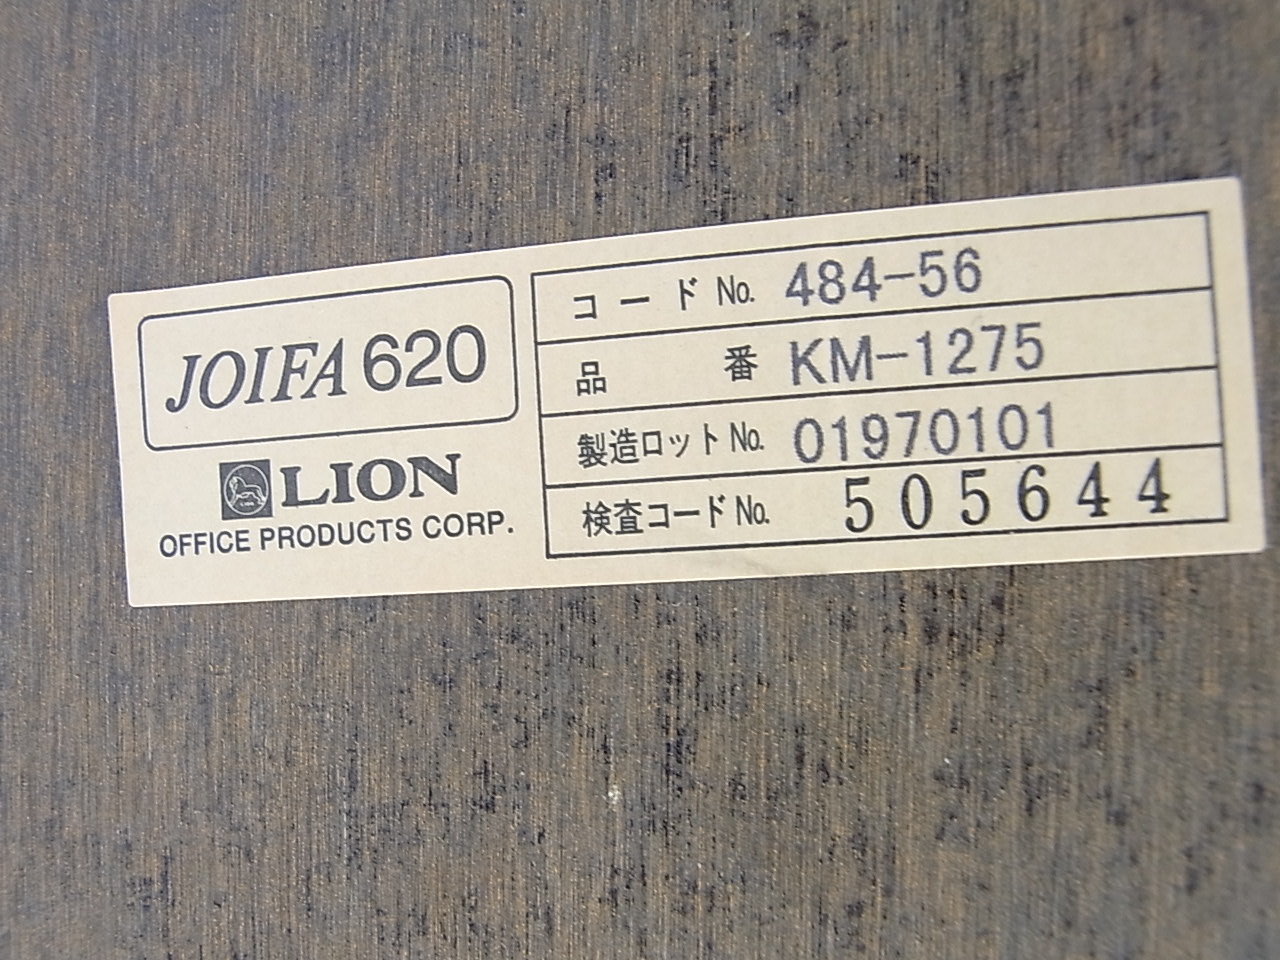 JOIFA 620
LION
OFFICE PRODUCTS CORP.
コード No. 484-56
品番 KM-1275
製造ロット No. 01970101
検査コード No. 505644